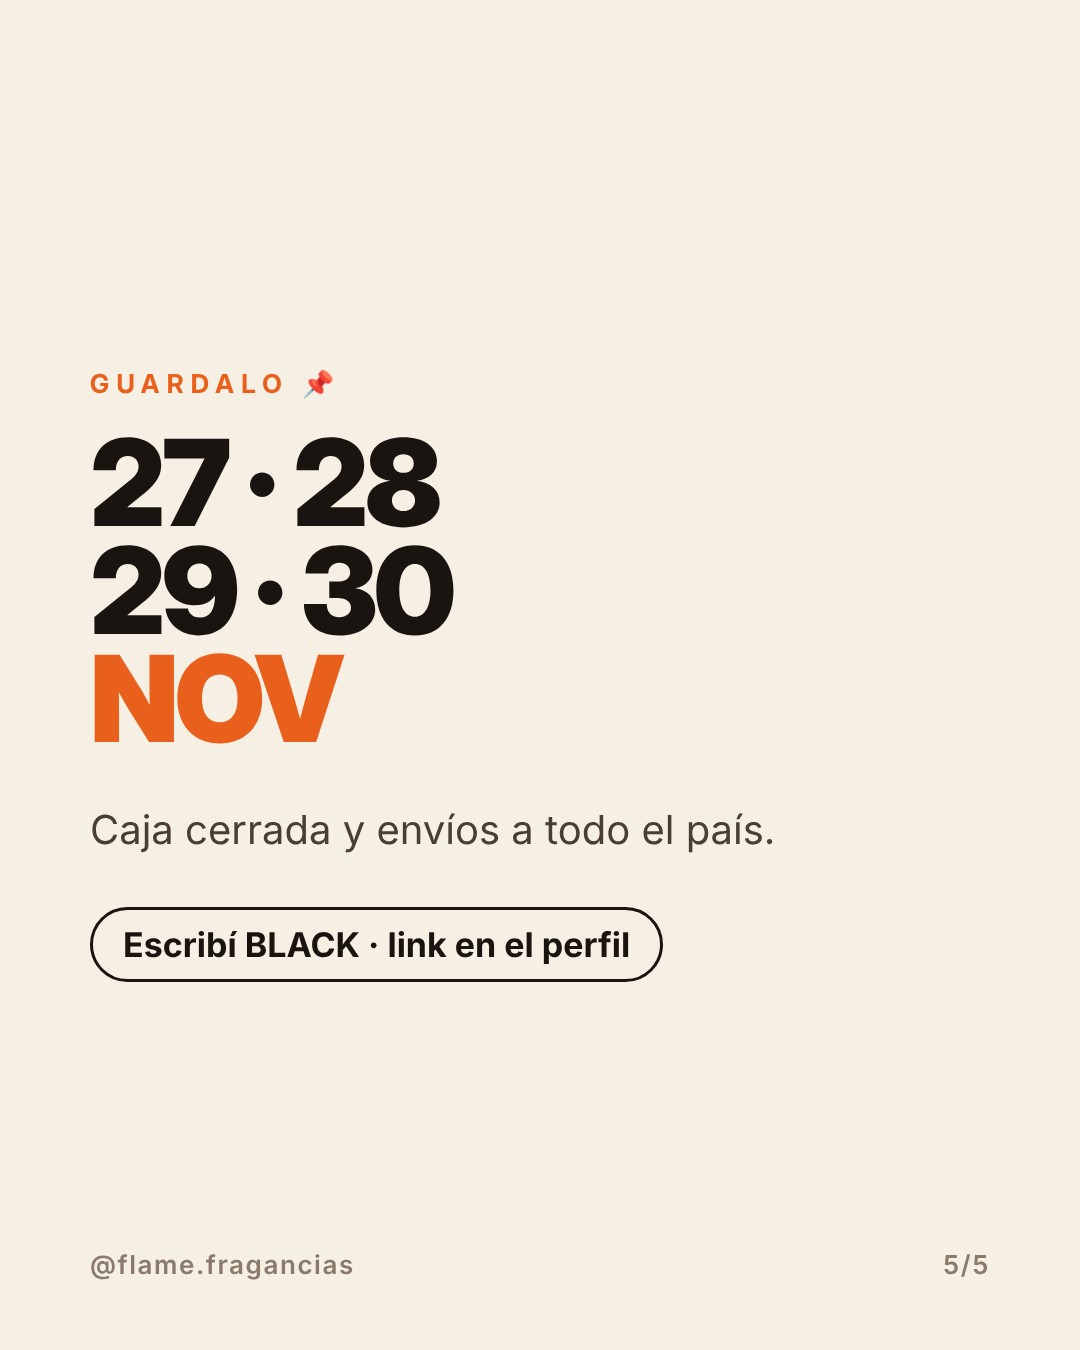 GUARDALO 📌
27·28
29·30
NOV
Caja cerrada y envíos a todo el país.
Escribí BLACK · link en el perfil
@flame.fragancias
5/5